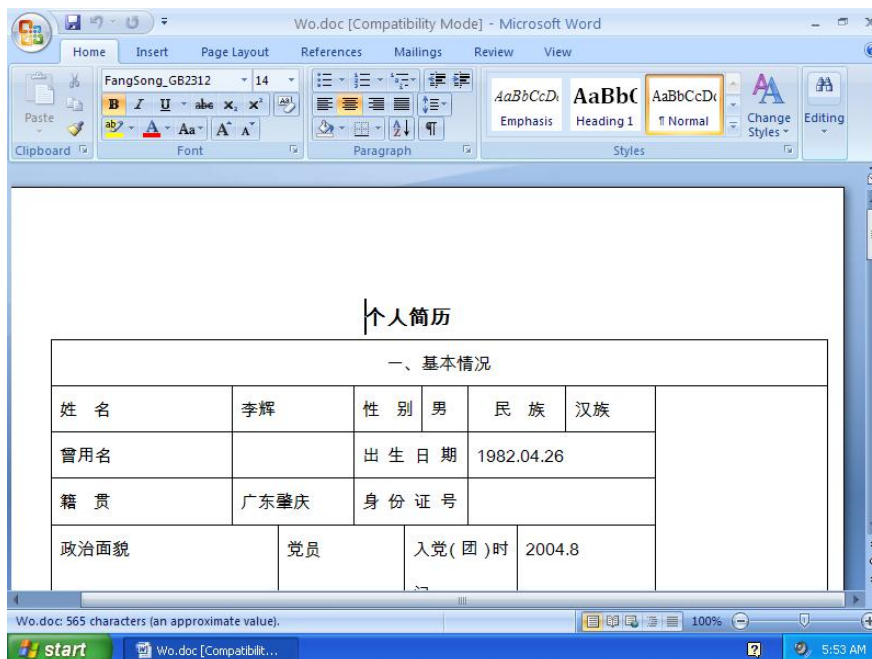 Wo.doc [Compatibility Mode] - Microsoft Word
Home Insert Page Layout References Mailings Review View
FangSong_GB2312 14
Paste
B I U abc x₂ x²
ab A Aa A A
AaBbCcDc AaBbC AaBbCcDc
Emphasis Heading 1 ¶ Normal
Change Styles
Editing
Clipboard Font Paragraph Styles
个人简历
一、基本情况
姓 名 李辉 性 别 男 民 族 汉族
曾用名 出 生 日 期 1982.04.26
籍 贯 广东肇庆 身 份 证 号
政治面貌 党员 入党(团)时 2004.8
Wo.doc: 565 characters (an approximate value). 100%
start Wo.doc [Compatibilit... 5:53 AM